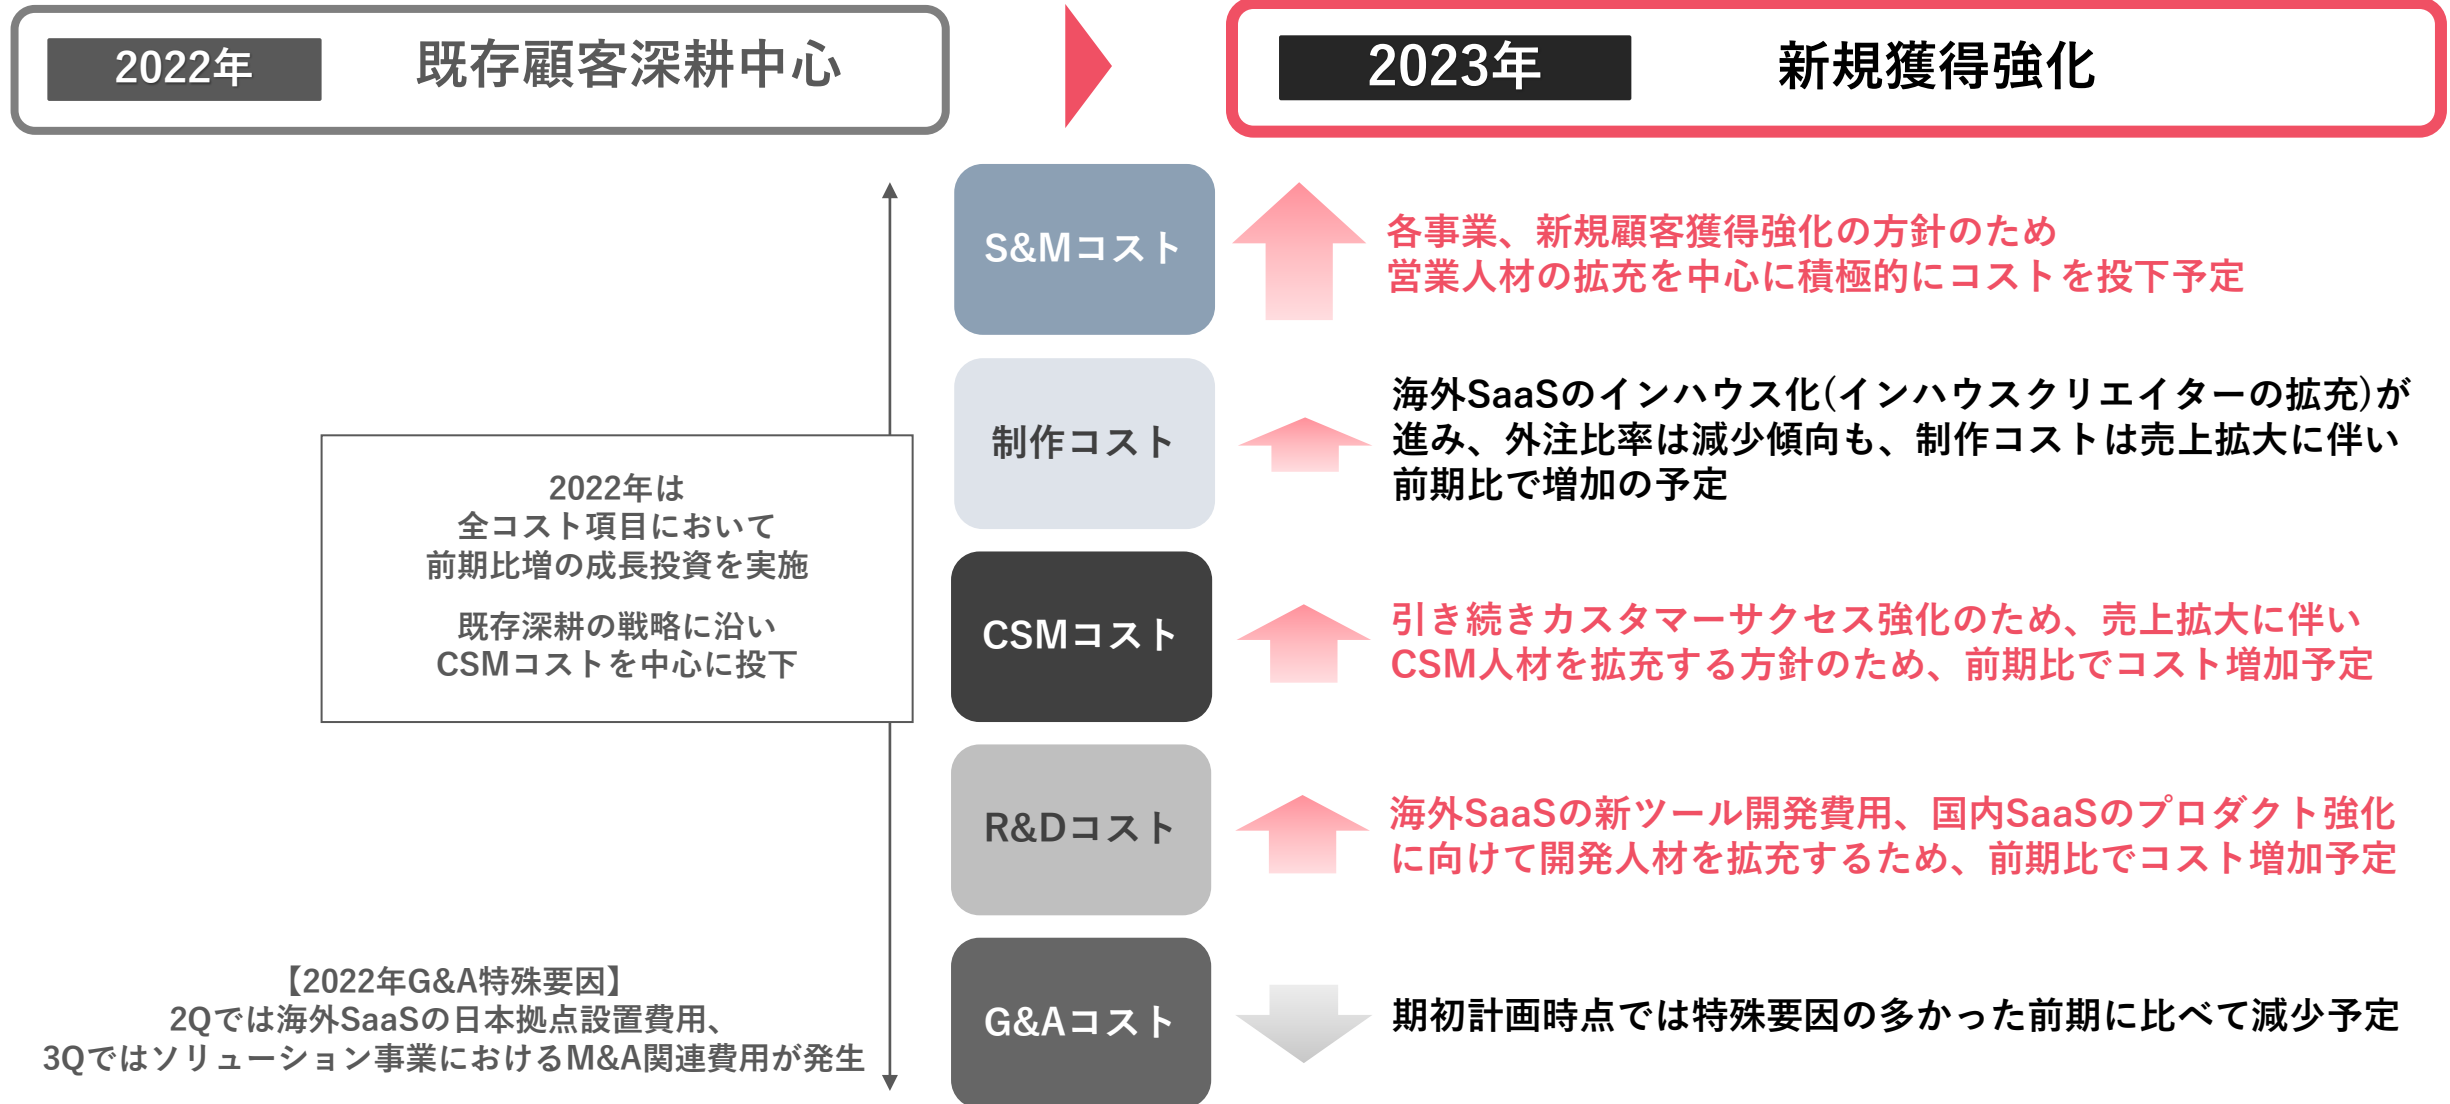 2022年
既存顧客深耕中心
2023年
新規獲得強化
S&Mコスト
各事業、新規顧客獲得強化の方針のため
営業人材の拡充を中心に積極的にコストを投下予定
制作コスト
海外SaaSのインハウス化(インハウスクリエイターの拡充)が
進み、外注比率は減少傾向も、制作コストは売上拡大に伴い
前期比で増加の予定
2022年は
全コスト項目において
前期比増の成長投資を実施
既存深耕の戦略に沿い
CSMコストを中心に投下
CSMコスト
引き続きカスタマーサクセス強化のため、売上拡大に伴い
CSM人材を拡充する方針のため、前期比でコスト増加予定
R&Dコスト
海外SaaSの新ツール開発費用、国内SaaSのプロダクト強化
に向けて開発人材を拡充するため、前期比でコスト増加予定
【2022年G&A特殊要因】
2Qでは海外SaaSの日本拠点設置費用、
3QではソリューションにおけるM&A関連費用が発生
G&Aコスト
期初計画時点では特殊要因の多かった前期に比べて減少予定